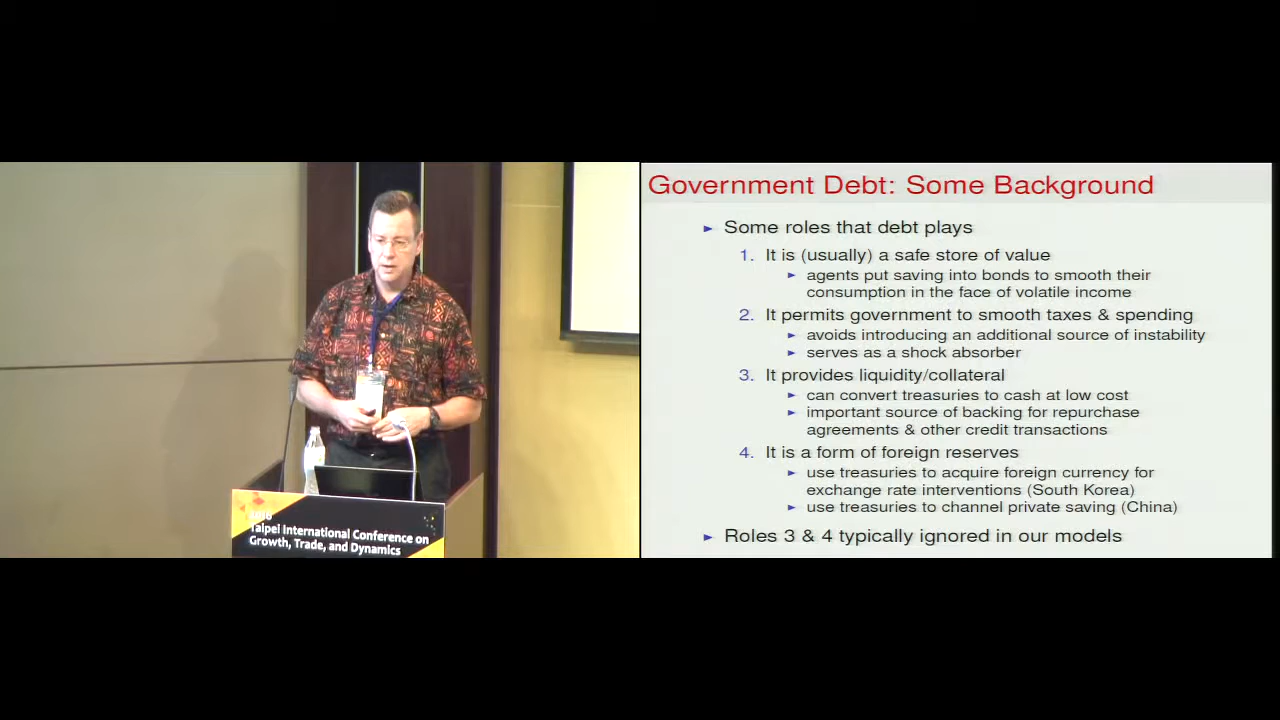 2016
Taipei International Conference on
Growth, Trade, and Dynamics
Government Debt: Some Background
► Some roles that debt plays
1. It is (usually) a safe store of value
► agents put saving into bonds to smooth their
consumption in the face of volatile income
2. It permits government to smooth taxes & spending
► avoids introducing an additional source of instability
► serves as a shock absorber
3. It provides liquidity/collateral
► can convert treasuries to cash at low cost
► important source of backing for repurchase
agreements & other credit transactions
4. It is a form of foreign reserves
► use treasuries to acquire foreign currency for
exchange rate interventions (South Korea)
► use treasuries to channel private saving (China)
► Roles 3 & 4 typically ignored in our models